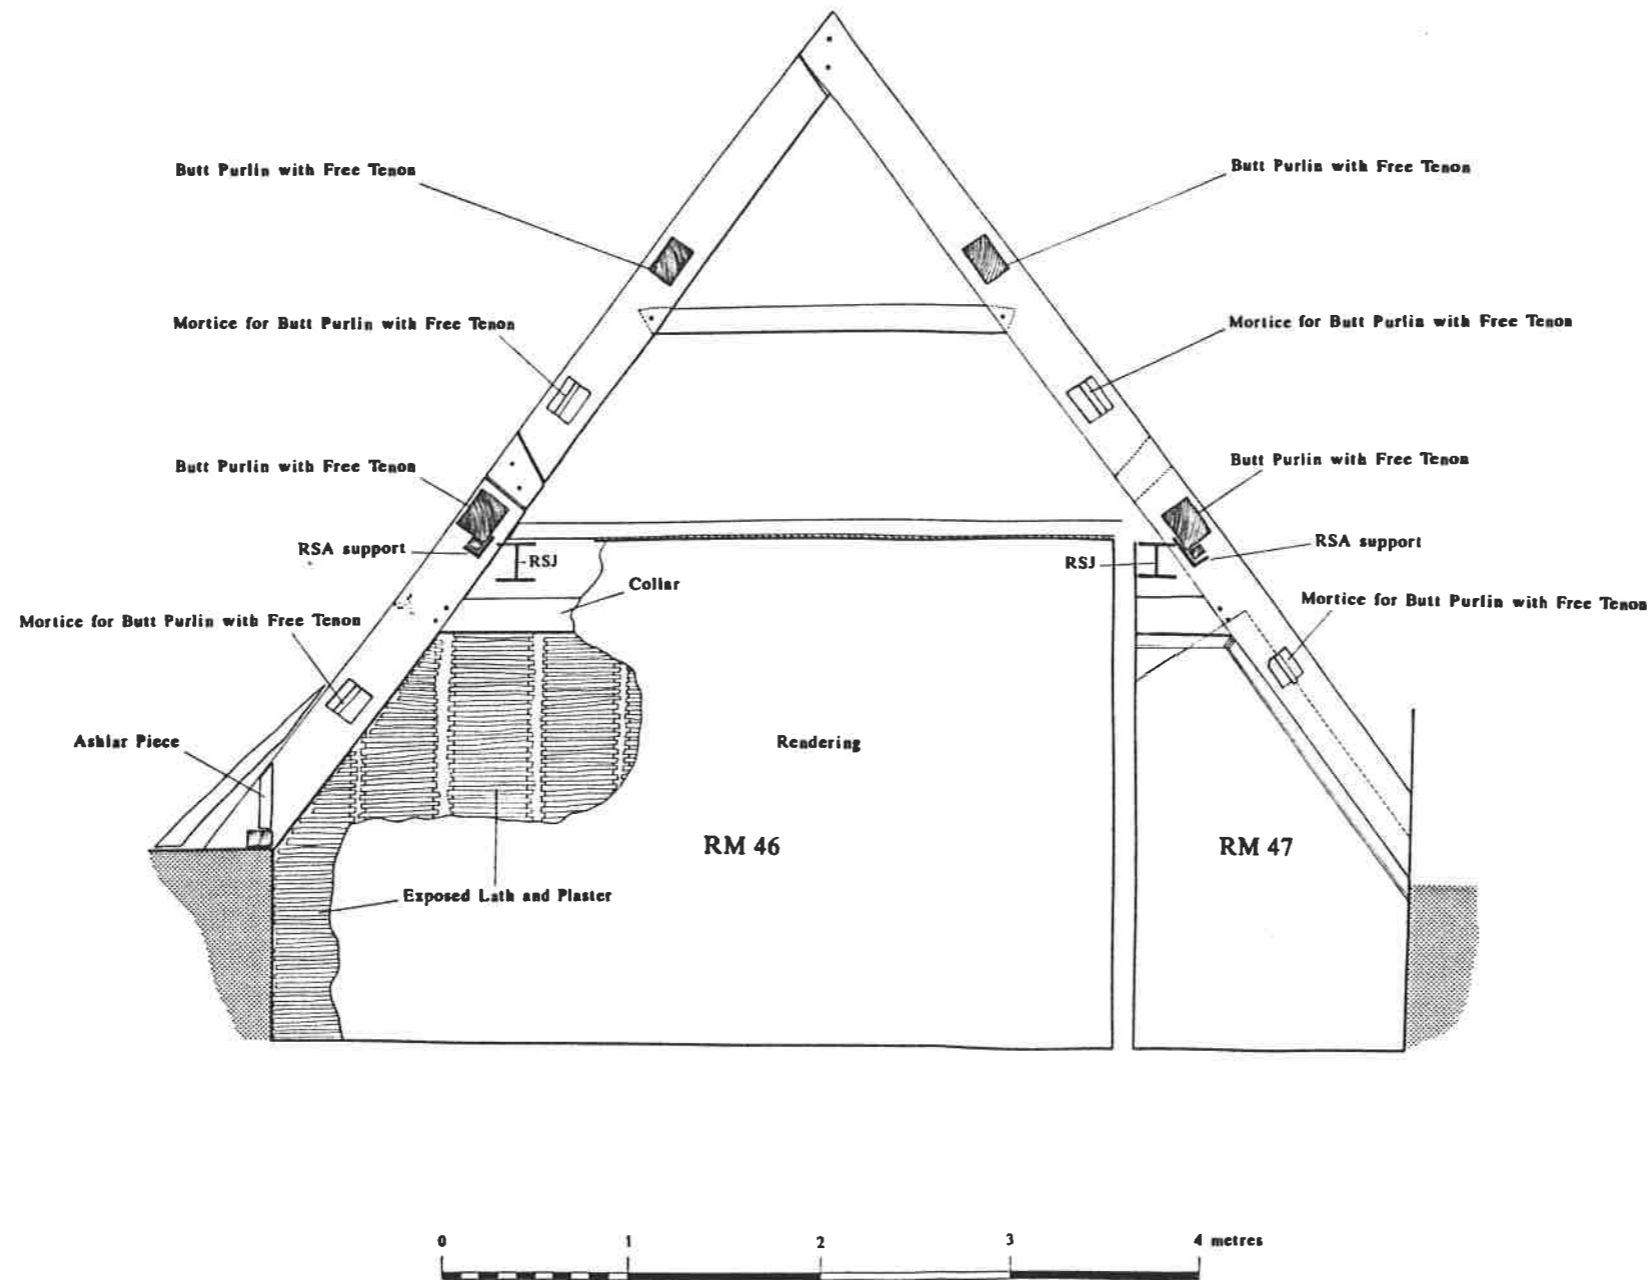 Butt Purlin with Free Tenon
Butt Purlin with Free Tenon
Mortice for Butt Purlin with Free Tenon
Mortice for Butt Purlin with Free Tenon
Butt Purlin with Free Tenon
Butt Purlin with Free Tenon
RSA support
RSJ
RSJ
RSA support
Collar
Mortice for Butt Purlin with Free Tenon
Mortice for Butt Purlin with Free Tenon
Ashlar Piece
Rendering
RM 46
RM 47
Exposed Lath and Plaster
0 1 2 3 4 metres